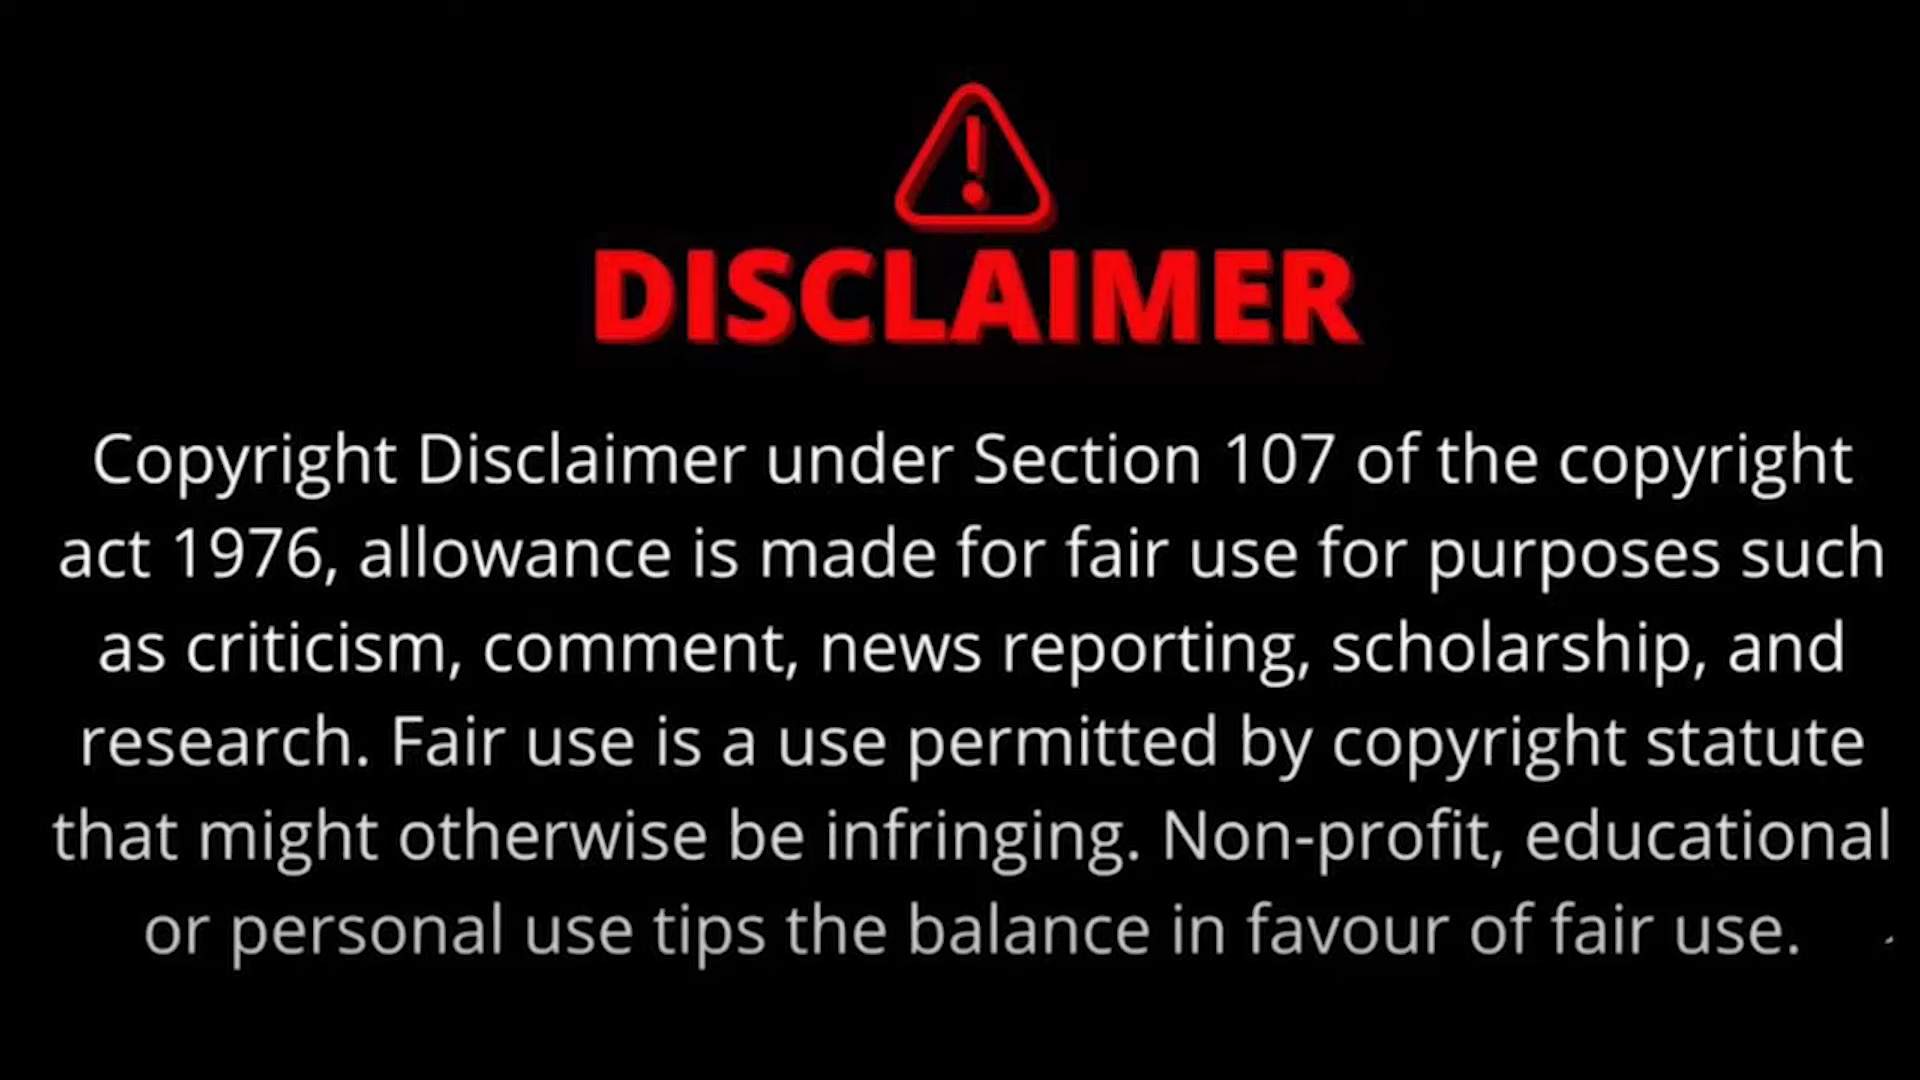 DISCLAIMER
Copyright Disclaimer under Section 107 of the copyright
act 1976, allowance is made for fair use for purposes such
as criticism, comment, news reporting, scholarship, and
research. Fair use is a use permitted by copyright statute
that might otherwise be infringing. Non-profit, educational
or personal use tips the balance in favour of fair use.